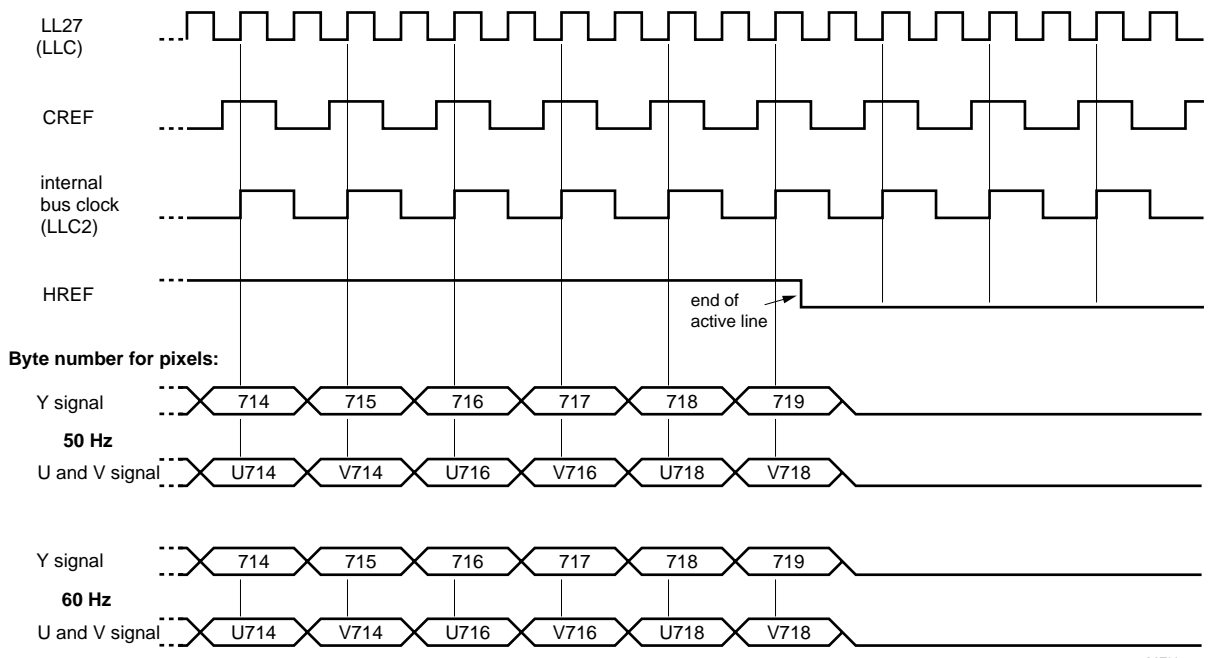 LL27
(LLC)
CREF
internal
bus clock
(LLC2)
HREF
end of
active line
Byte number for pixels:
Y signal
714 715 716 717 718 719
50 Hz
U and V signal
U714 V714 U716 V716 U718 V718
Y signal
714 715 716 717 718 719
60 Hz
U and V signal
U714 V714 U716 V716 U718 V718